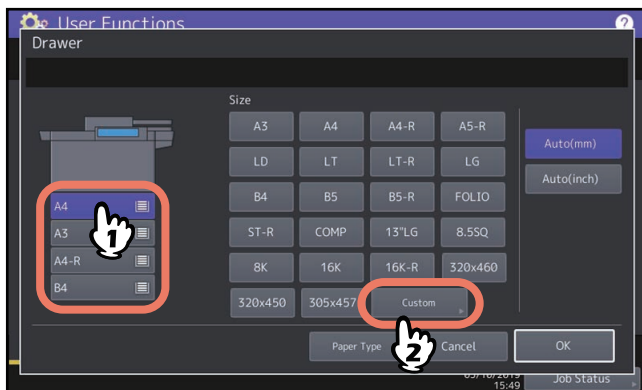 User Functions
?
Drawer
Size
A3 A4 A4-R A5-R
Auto(mm)
LD LT LT-R LG
Auto(inch)
B4 B5 B5-R FOLIO
A4
1
ST-R COMP 13"LG 8.5SQ
A3
A4-R
8K 16K 16K-R 320x460
B4
320x450 305x457 Custom
Paper Type Cancel OK
2
15:49 Job Status